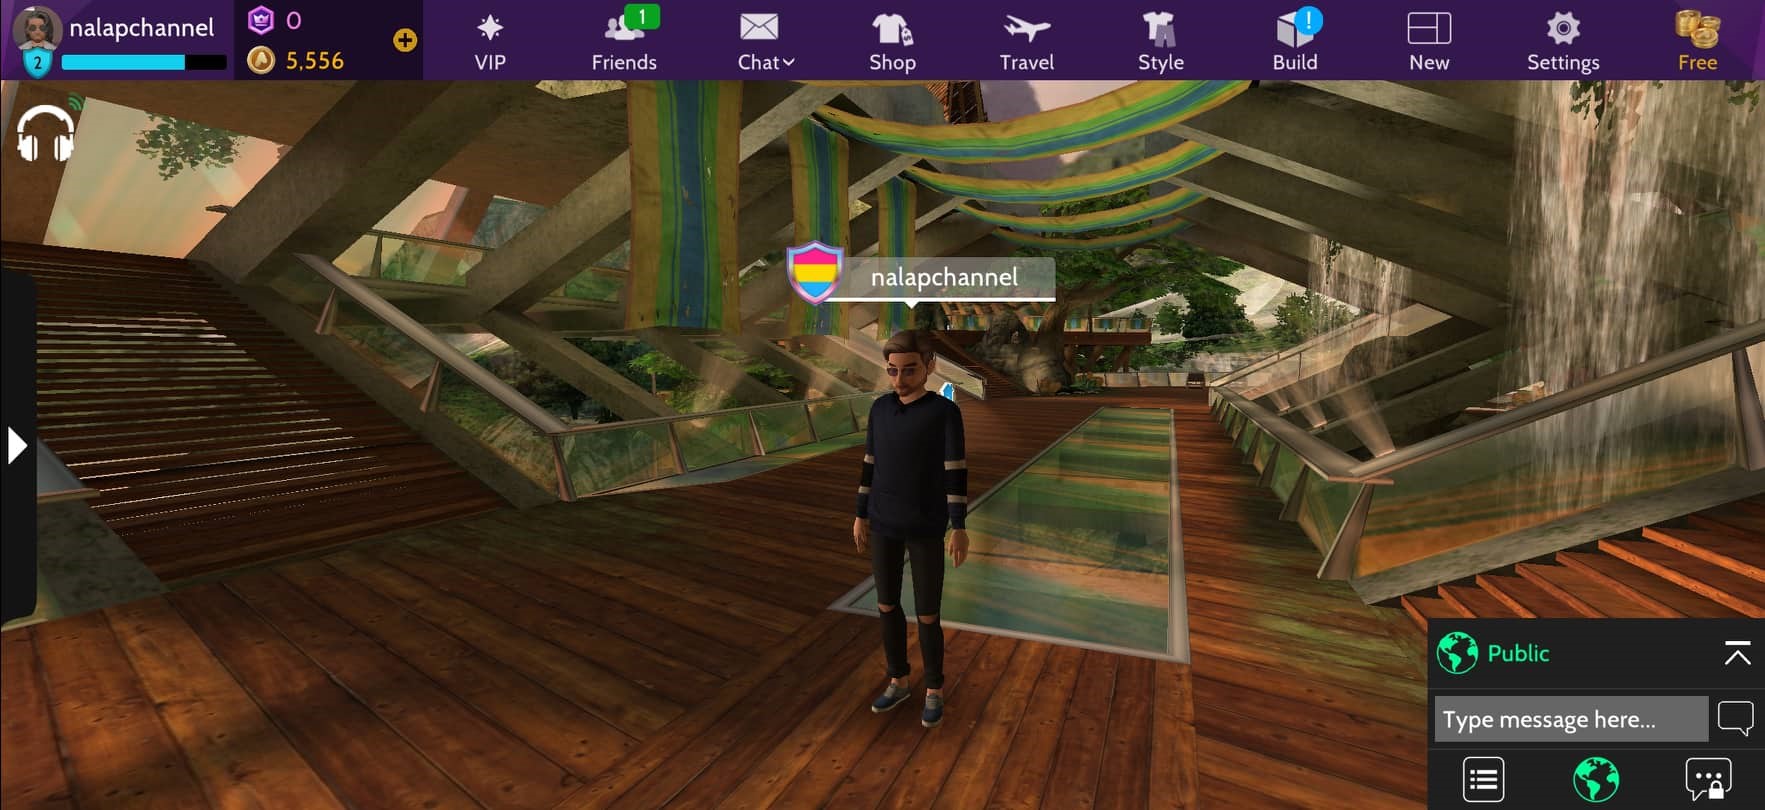 nalapchannel
2
0
5,556
VIP
1
Friends
Chat
Shop
Travel
Style
!
Build
New
Settings
Free
nalapchannel
Public
Type message here...